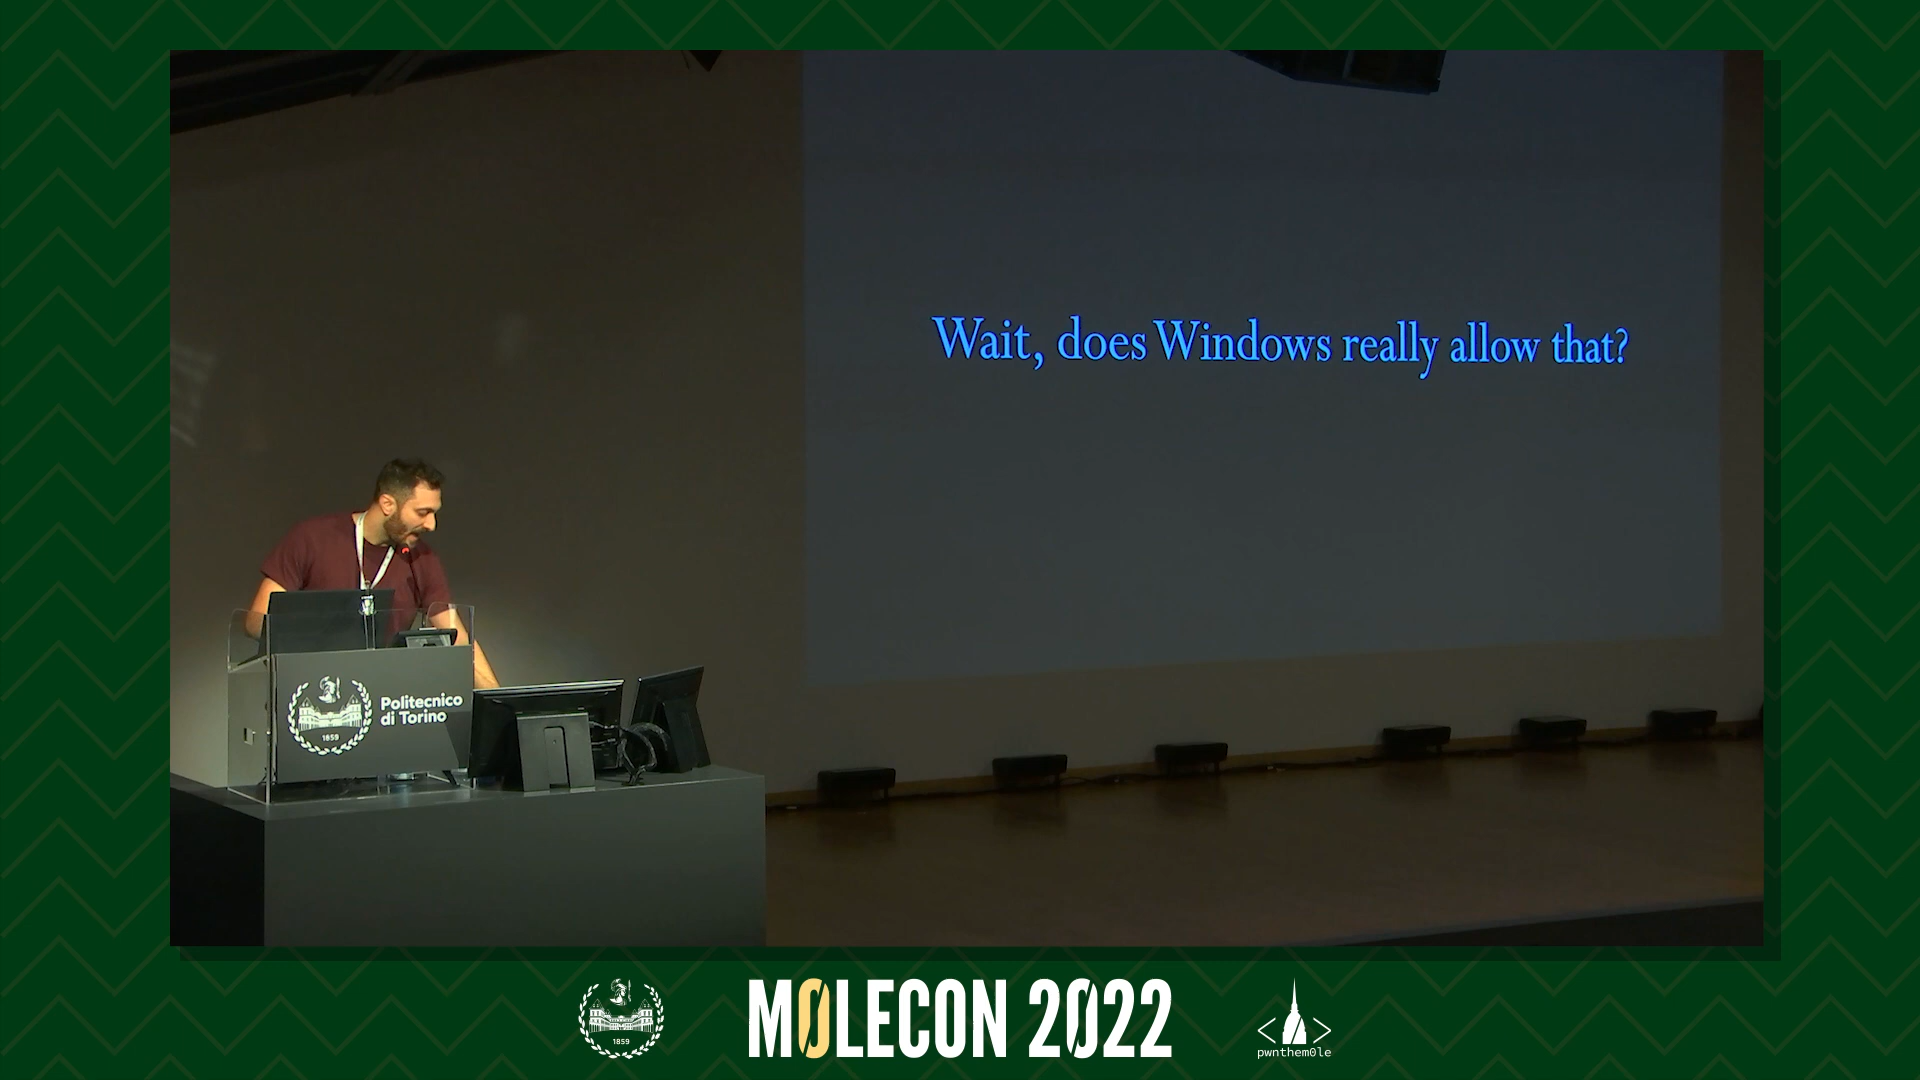 Wait, does Windows really allow that?
Politecnico
di Torino
1859
1859
MØLECON 2022
pwnthem0le